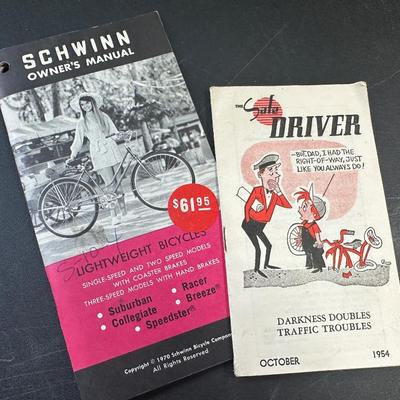 SCHWINN
OWNER'S MANUAL
$61.95
LIGHTWEIGHT BICYCLES
SINGLE-SPEED AND TWO SPEED MODELS
WITH COASTER BRAKES
THREE-SPEED MODELS WITH HAND BRAKES
• Suburban • Racer
• Collegiate • Breeze®
• Speedster®
Copyright © 1970 Schwinn Bicycle Company
All Rights Reserved
THE Safe
DRIVER
—BUT, DAD, I HAD THE
RIGHT-OF-WAY, JUST
LIKE YOU ALWAYS DO!
DARKNESS DOUBLES
TRAFFIC TROUBLES
OCTOBER 1954